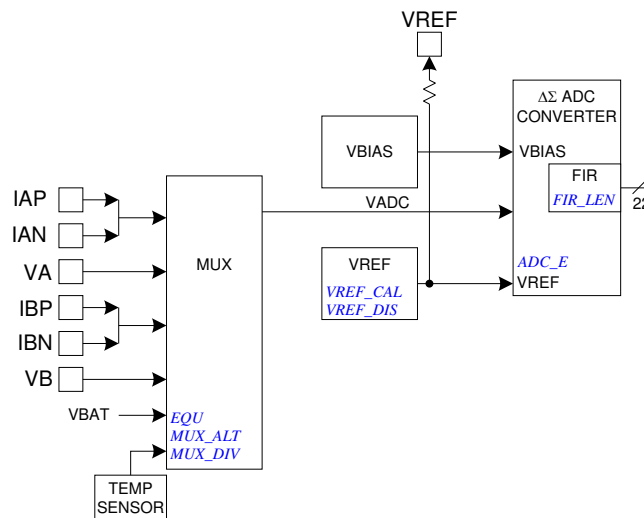 VREF
ΔΣ ADC
CONVERTER
VBIAS
VBIAS
FIR
FIR_LEN
22
IAP
IAN
VADC
VA
MUX
VREF
ADC_E
VREF
VREF_CAL
VREF_DIS
IBP
IBN
VB
VBAT
EQU
MUX_ALT
MUX_DIV
TEMP
SENSOR